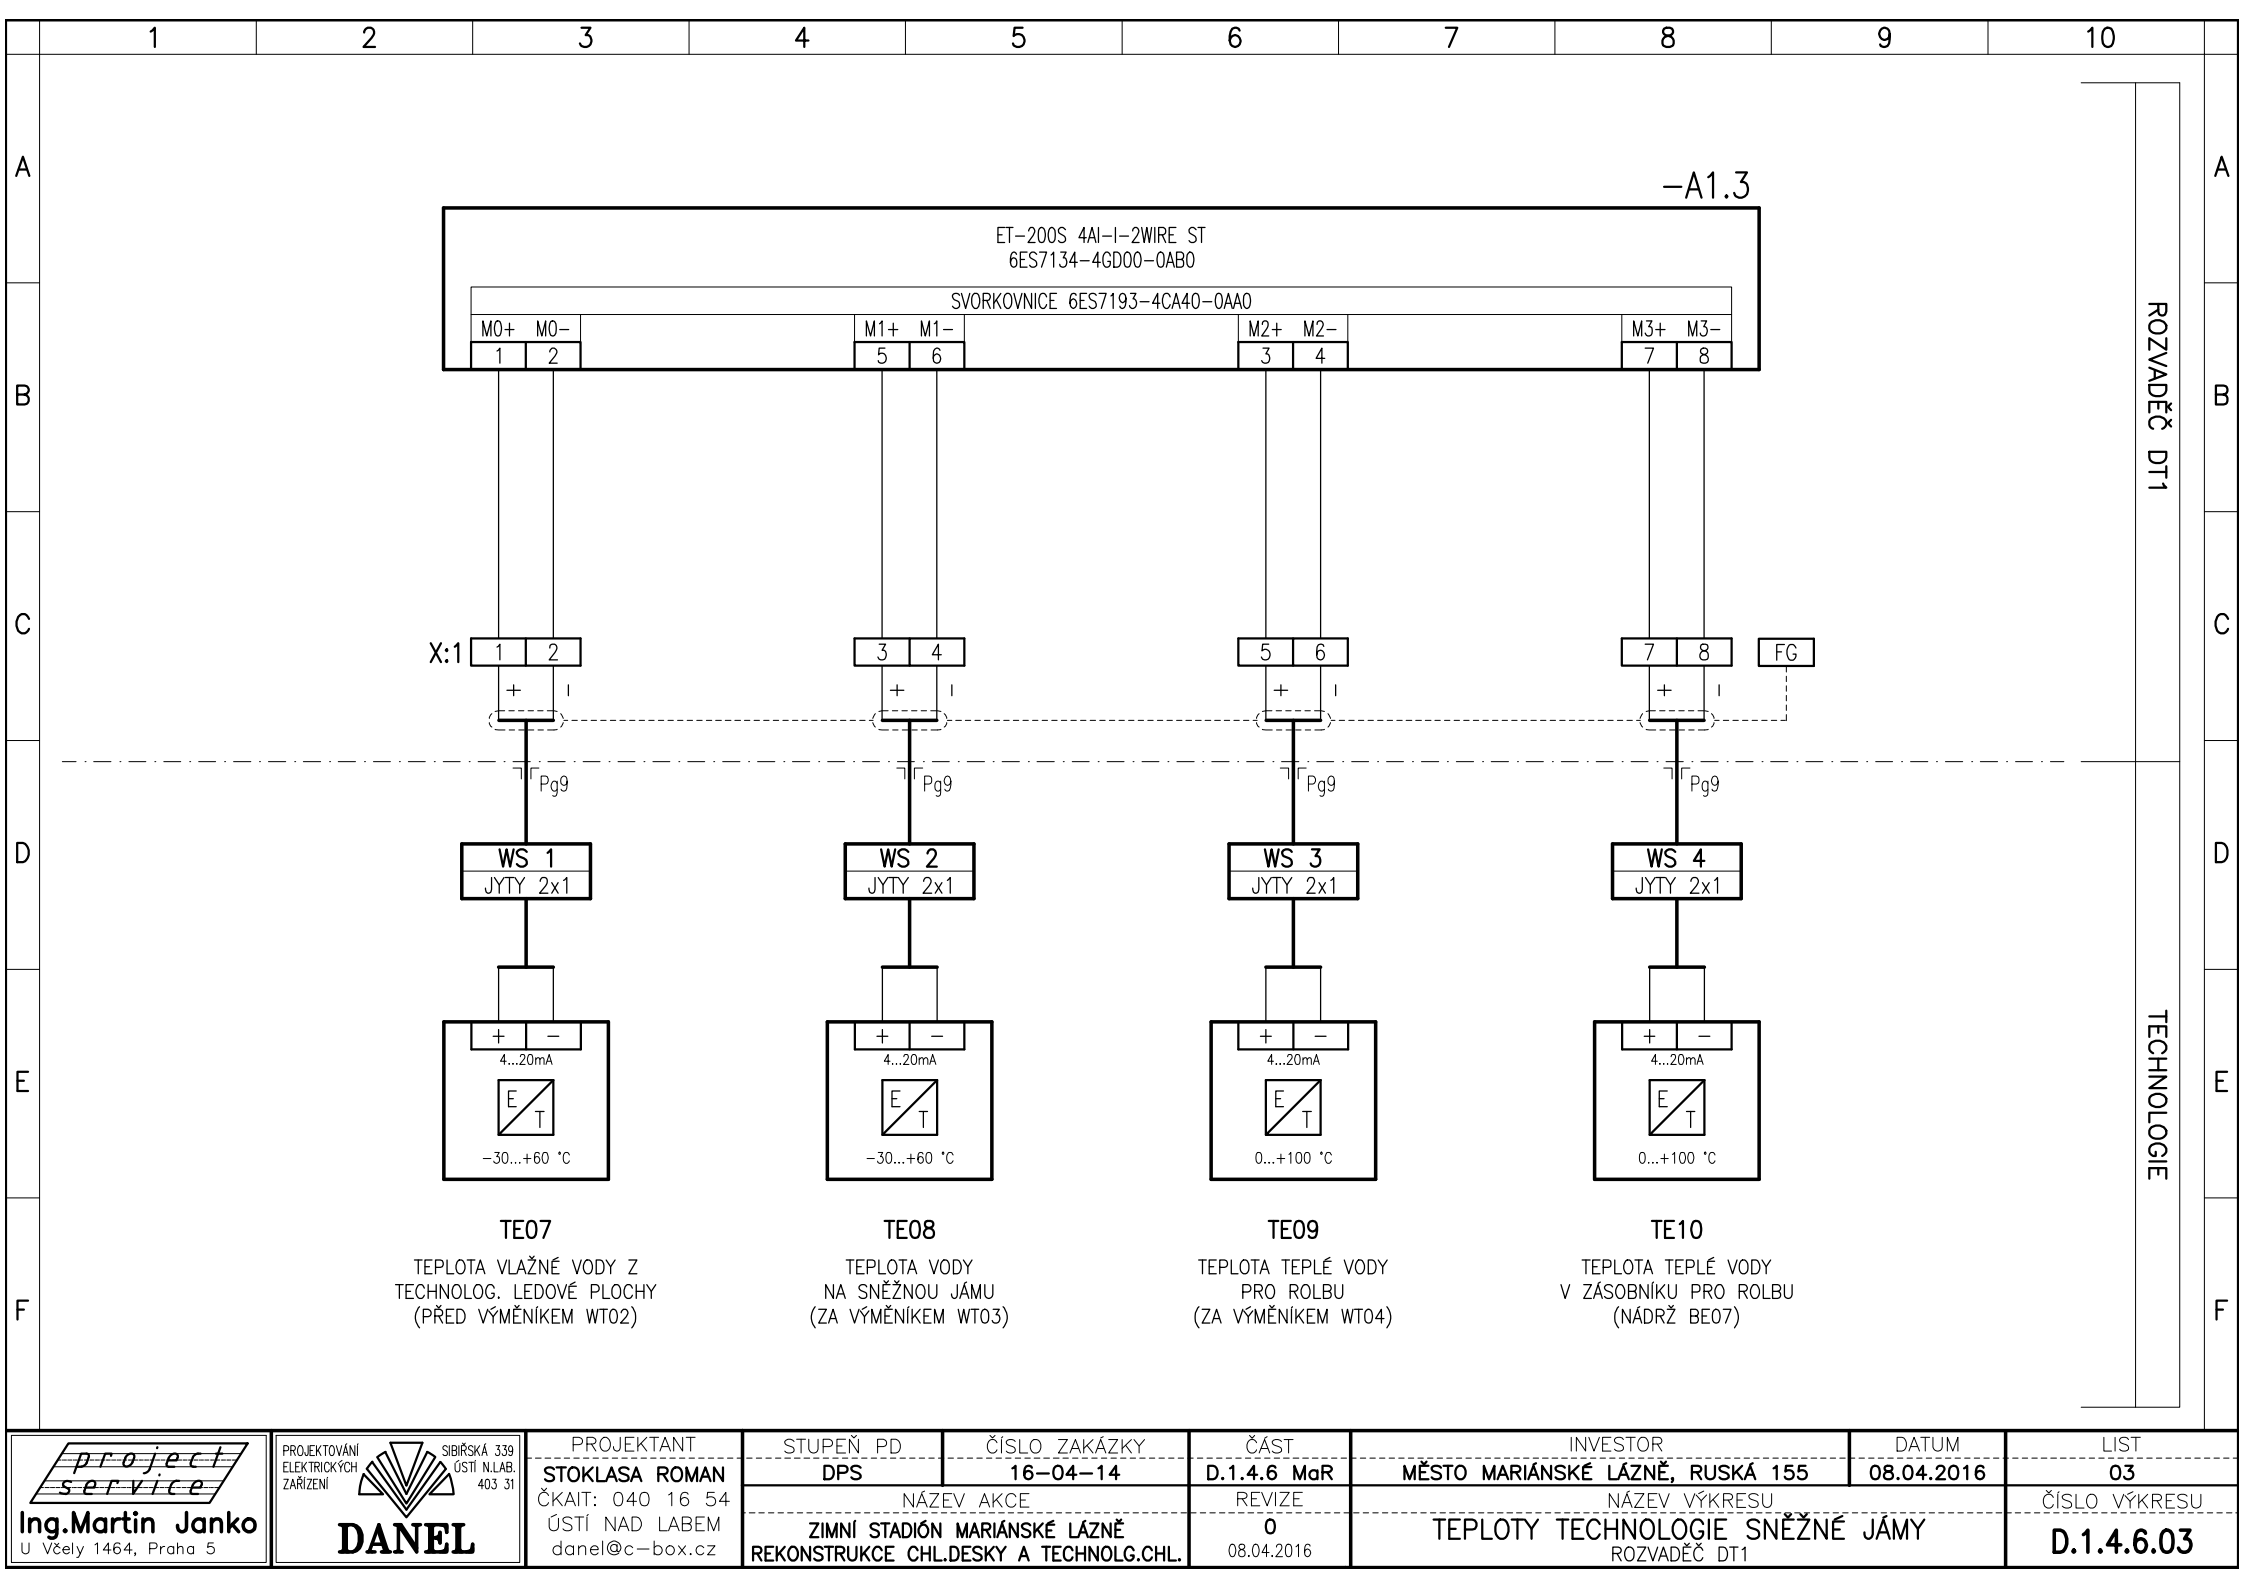 1 2 3 4 5 6 7 8 9 10
A A
-A1.3
ET-200S 4AI-I-2WIRE ST
6ES7134-4GD00-0AB0
SVORKOVNICE 6ES7193-4CA40-0AA0
M0+ M0- M1+ M1- M2+ M2- M3+ M3-
1 2 5 6 3 4 7 8
B B
ROZVADĚČ DT1
C C
X:1 1 2 3 4 5 6 7 8 FG
+ - + - + - + -
Pg9 Pg9 Pg9 Pg9
D D
WS 1 WS 2 WS 3 WS 4
JYTY 2x1 JYTY 2x1 JYTY 2x1 JYTY 2x1
+ - + - + - + -
4...20mA 4...20mA 4...20mA 4...20mA
E E
E T E T E T E T
-30...+60 °C -30...+60 °C 0...+100 °C 0...+100 °C
TECHNOLOGIE
TE07
TEPLOTA VLAŽNÉ VODY Z
TECHNOLOG. LEDOVÉ PLOCHY
(PŘED VÝMĚNÍKEM WT02)
TE08
TEPLOTA VODY
NA SNĚŽNOU JÁMU
(ZA VÝMĚNÍKEM WT03)
TE09
TEPLOTA TEPLÉ VODY
PRO ROLBU
(ZA VÝMĚNÍKEM WT04)
TE10
TEPLOTA TEPLÉ VODY
V ZÁSOBNÍKU PRO ROLBU
(NÁDRŽ BE07)
F F
project
service
Ing.Martin Janko
U Včely 1464, Praha 5
PROJEKTOVÁNÍ
ELEKTRICKÝCH
ZAŘÍZENÍ
SIBIŘSKÁ 339
ÚSTÍ N.LAB.
403 31
DANEL
PROJEKTANT
STOKLASA ROMAN
ČKAIT: 040 16 54
ÚSTÍ NAD LABEM
danel@c-box.cz
STUPEŇ PD
DPS
ČÍSLO ZAKÁZKY
16-04-14
NÁZEV AKCE
ZIMNÍ STADIÓN MARIÁNSKÉ LÁZNĚ
REKONSTRUKCE CHL.DESKY A TECHNOLG.CHL.
ČÁST
D.1.4.6 MaR
REVIZE
0
08.04.2016
INVESTOR
MĚSTO MARIÁNSKÉ LÁZNĚ, RUSKÁ 155
NÁZEV VÝKRESU
TEPLOTY TECHNOLOGIE SNĚŽNÉ JÁMY
ROZVADĚČ DT1
DATUM
08.04.2016
LIST
03
ČÍSLO VÝKRESU
D.1.4.6.03